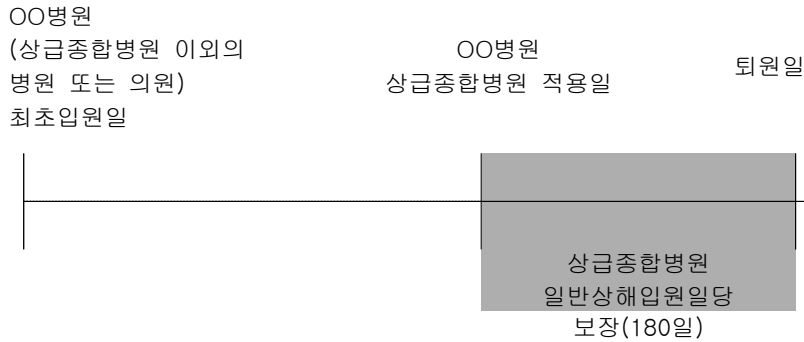 OO병원
(상급종합병원 이외의
병원 또는 의원)
최초입원일
OO병원
상급종합병원 적용일
퇴원일
상급종합병원
일반상해입원일당
보장(180일)